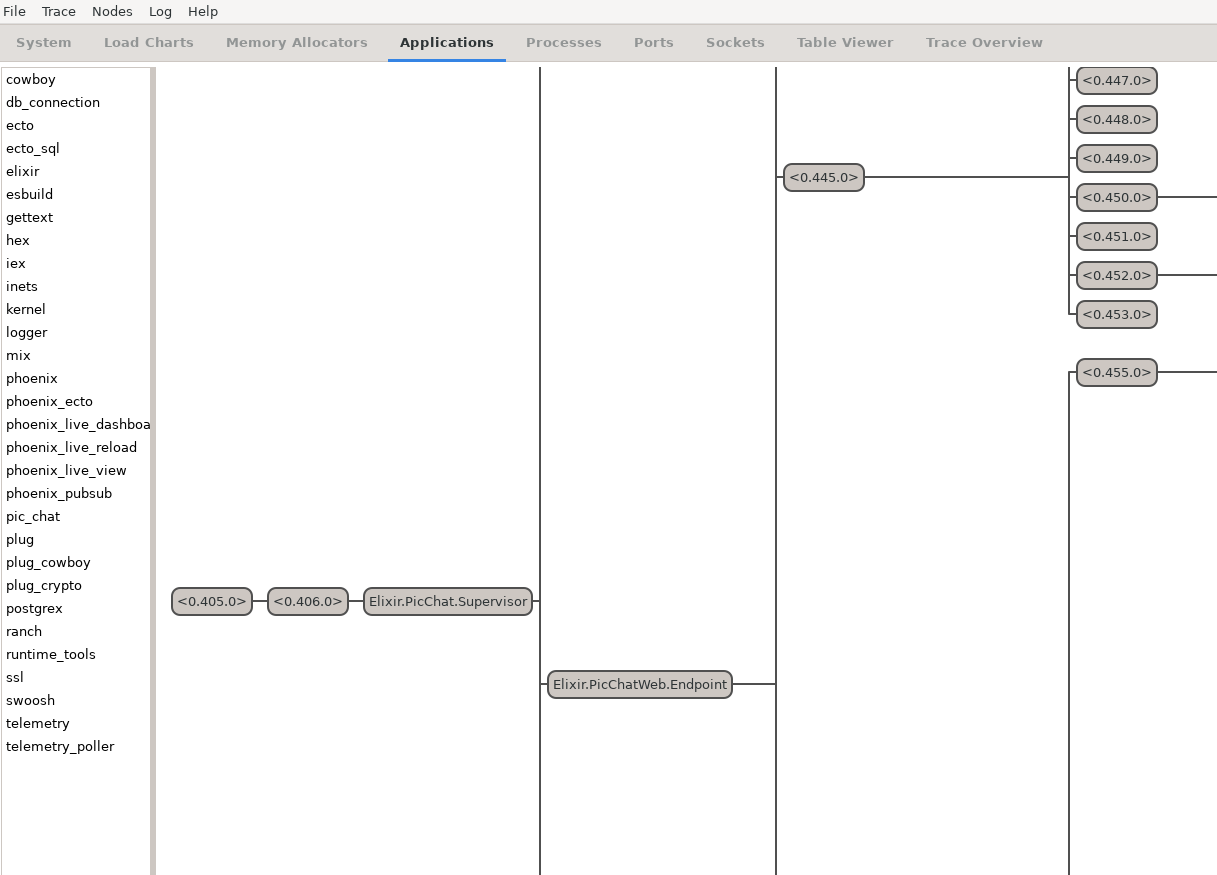 File Trace Nodes Log Help
System Load Charts Memory Allocators Applications Processes Ports Sockets Table Viewer Trace Overview
cowboy
db_connection
ecto
ecto_sql
elixir
esbuild
gettext
hex
iex
inets
kernel
logger
mix
phoenix
phoenix_ecto
phoenix_live_dashboa
phoenix_live_reload
phoenix_live_view
phoenix_pubsub
pic_chat
plug
plug_cowboy
plug_crypto
postgrex
ranch
runtime_tools
ssl
swoosh
telemetry
telemetry_poller
<0.405.0> <0.406.0> Elixir.PicChat.Supervisor
Elixir.PicChatWeb.Endpoint
<0.445.0>
<0.447.0>
<0.448.0>
<0.449.0>
<0.450.0>
<0.451.0>
<0.452.0>
<0.453.0>
<0.455.0>